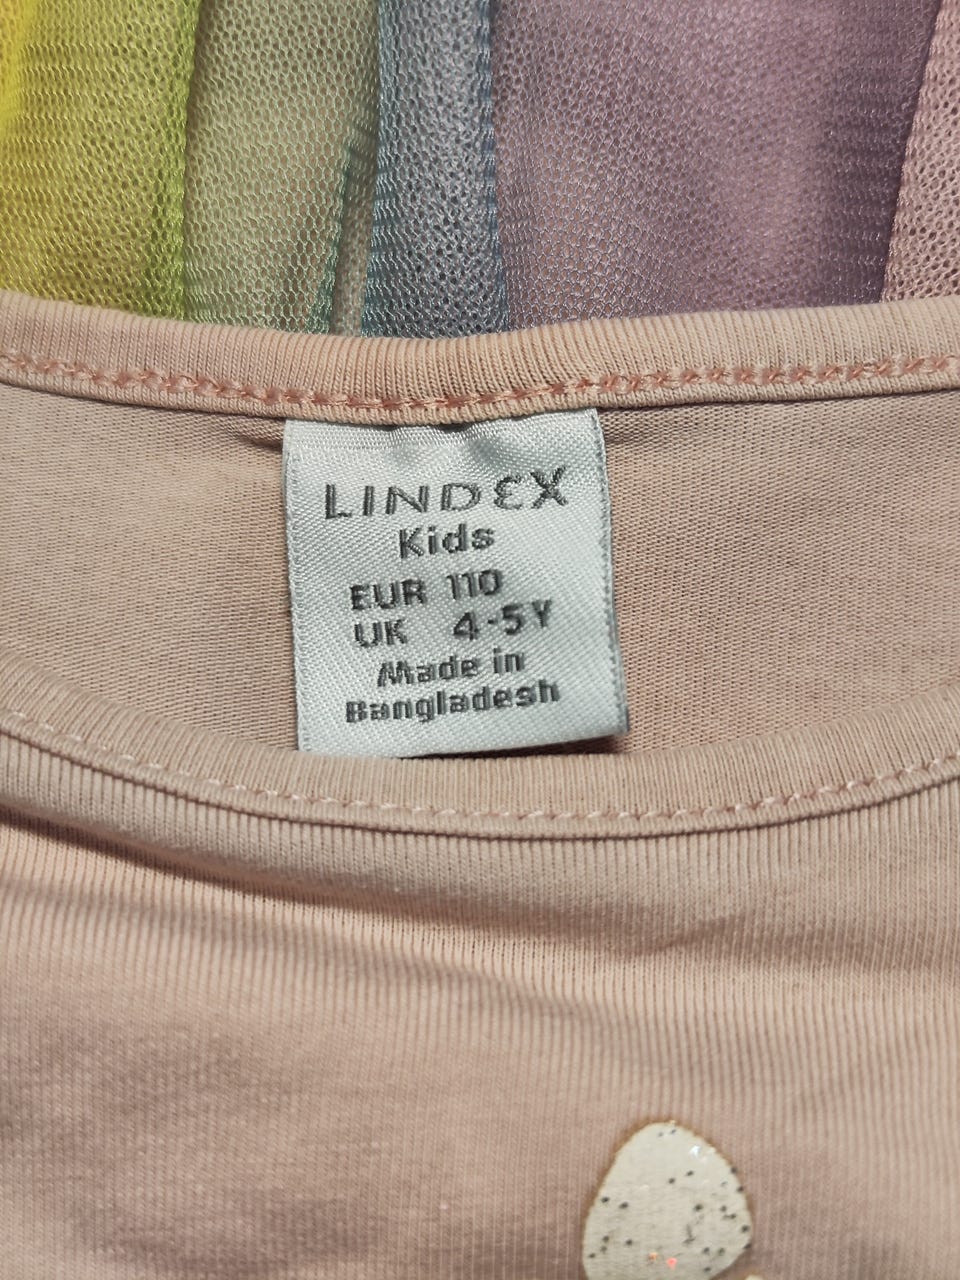 LINDEX
Kids
EUR 110
UK 4-5Y
Made in
Bangladesh